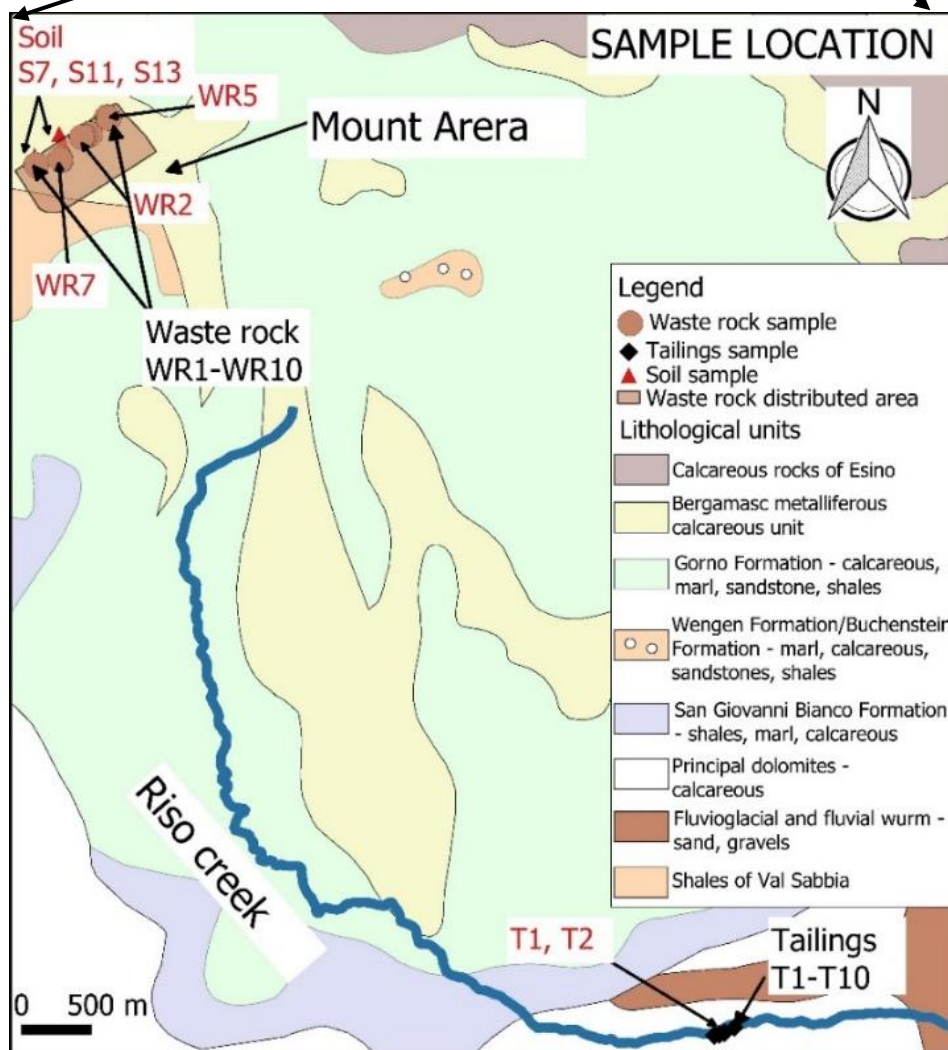 SAMPLE LOCATION
Soil
S7, S11, S13
WR5
Mount Arera
N
WR2
WR7
Waste rock
WR1-WR10
Legend
Waste rock sample
Tailings sample
Soil sample
Waste rock distributed area
Lithological units
Calcareous rocks of Esino
Bergamasc metalliferous
calcareous unit
Gorno Formation - calcareous,
marl, sandstone, shales
Wengen Formation/Buchenstein
Formation - marl, calcareous,
sandstones, shales
San Giovanni Bianco Formation
- shales, marl, calcareous
Principal dolomites -
calcareous
Fluvioglacial and fluvial wurm -
sand, gravels
Shales of Val Sabbia
Riso creek
T1, T2
Tailings
T1-T10
0 500 m